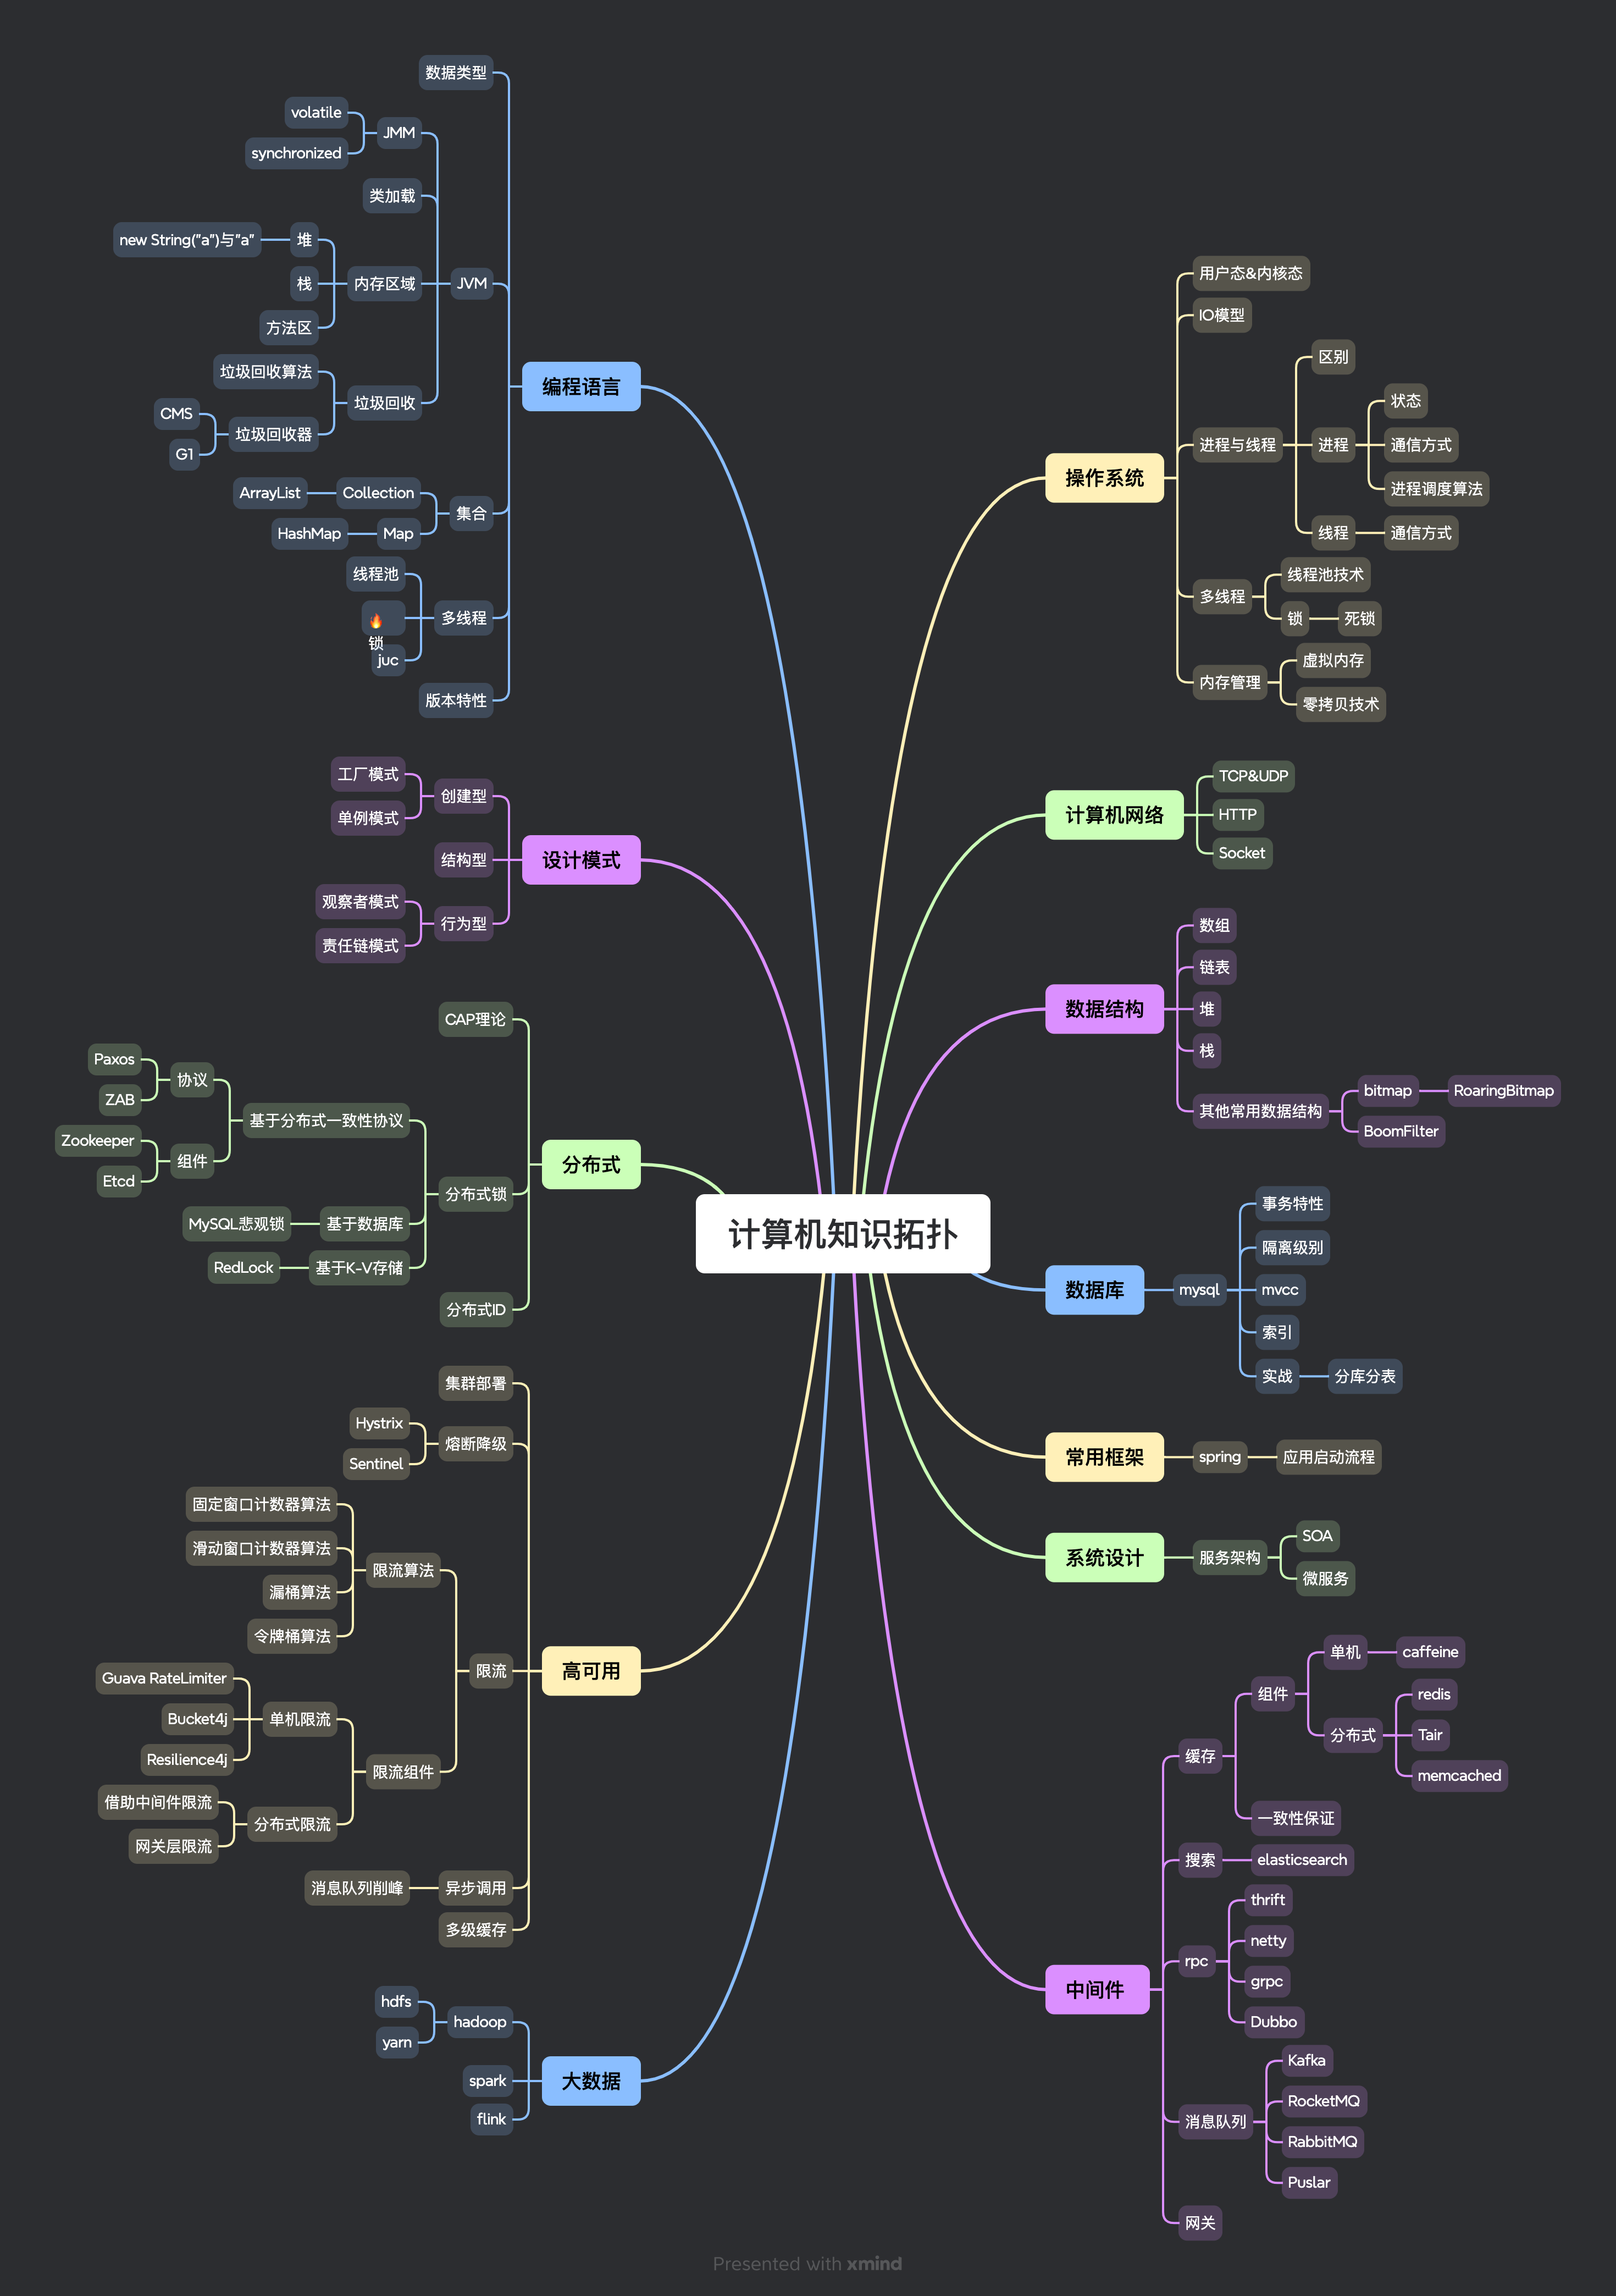 计算机知识拓扑
编程语言
数据类型
JVM
JMM
volatile
synchronized
类加载
内存区域
堆
new String("a")与"a"
栈
方法区
垃圾回收
垃圾回收算法
垃圾回收器
CMS
G1
集合
Collection
ArrayList
Map
HashMap
多线程
线程池
🔥
锁
juc
版本特性
设计模式
创建型
工厂模式
单例模式
结构型
行为型
观察者模式
责任链模式
分布式
CAP理论
分布式锁
基于分布式一致性协议
协议
Paxos
ZAB
组件
Zookeeper
Etcd
基于数据库
MySQL悲观锁
基于K-V存储
RedLock
分布式ID
高可用
集群部署
熔断降级
Hystrix
Sentinel
限流
限流算法
固定窗口计数器算法
滑动窗口计数器算法
漏桶算法
令牌桶算法
限流组件
单机限流
Guava RateLimiter
Bucket4j
Resilience4j
分布式限流
借助中间件限流
网关层限流
异步调用
消息队列削峰
多级缓存
大数据
hadoop
hdfs
yarn
spark
flink
操作系统
用户态&内核态
IO模型
进程与线程
区别
进程
状态
通信方式
进程调度算法
线程
通信方式
多线程
线程池技术
锁
死锁
内存管理
虚拟内存
零拷贝技术
计算机网络
TCP&UDP
HTTP
Socket
数据结构
数组
链表
堆
栈
其他常用数据结构
bitmap
RoaringBitmap
BoomFilter
数据库
mysql
事务特性
隔离级别
mvcc
索引
实战
分库分表
常用框架
spring
应用启动流程
系统设计
服务架构
SOA
微服务
中间件
缓存
组件
单机
caffeine
分布式
redis
Tair
memcached
一致性保证
搜索
elasticsearch
rpc
thrift
netty
grpc
Dubbo
消息队列
Kafka
RocketMQ
RabbitMQ
Puslar
网关
Presented with xmind